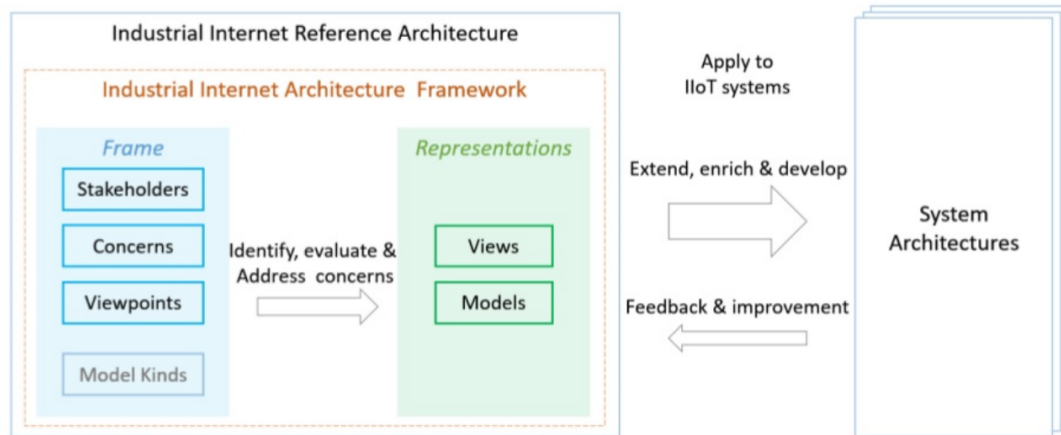 Industrial Internet Reference Architecture
Industrial Internet Architecture Framework
Frame
Stakeholders
Concerns
Viewpoints
Model Kinds
Identify, evaluate &
Address concerns
Representations
Views
Models
Apply to
IIoT systems
Extend, enrich & develop
Feedback & improvement
System
Architectures